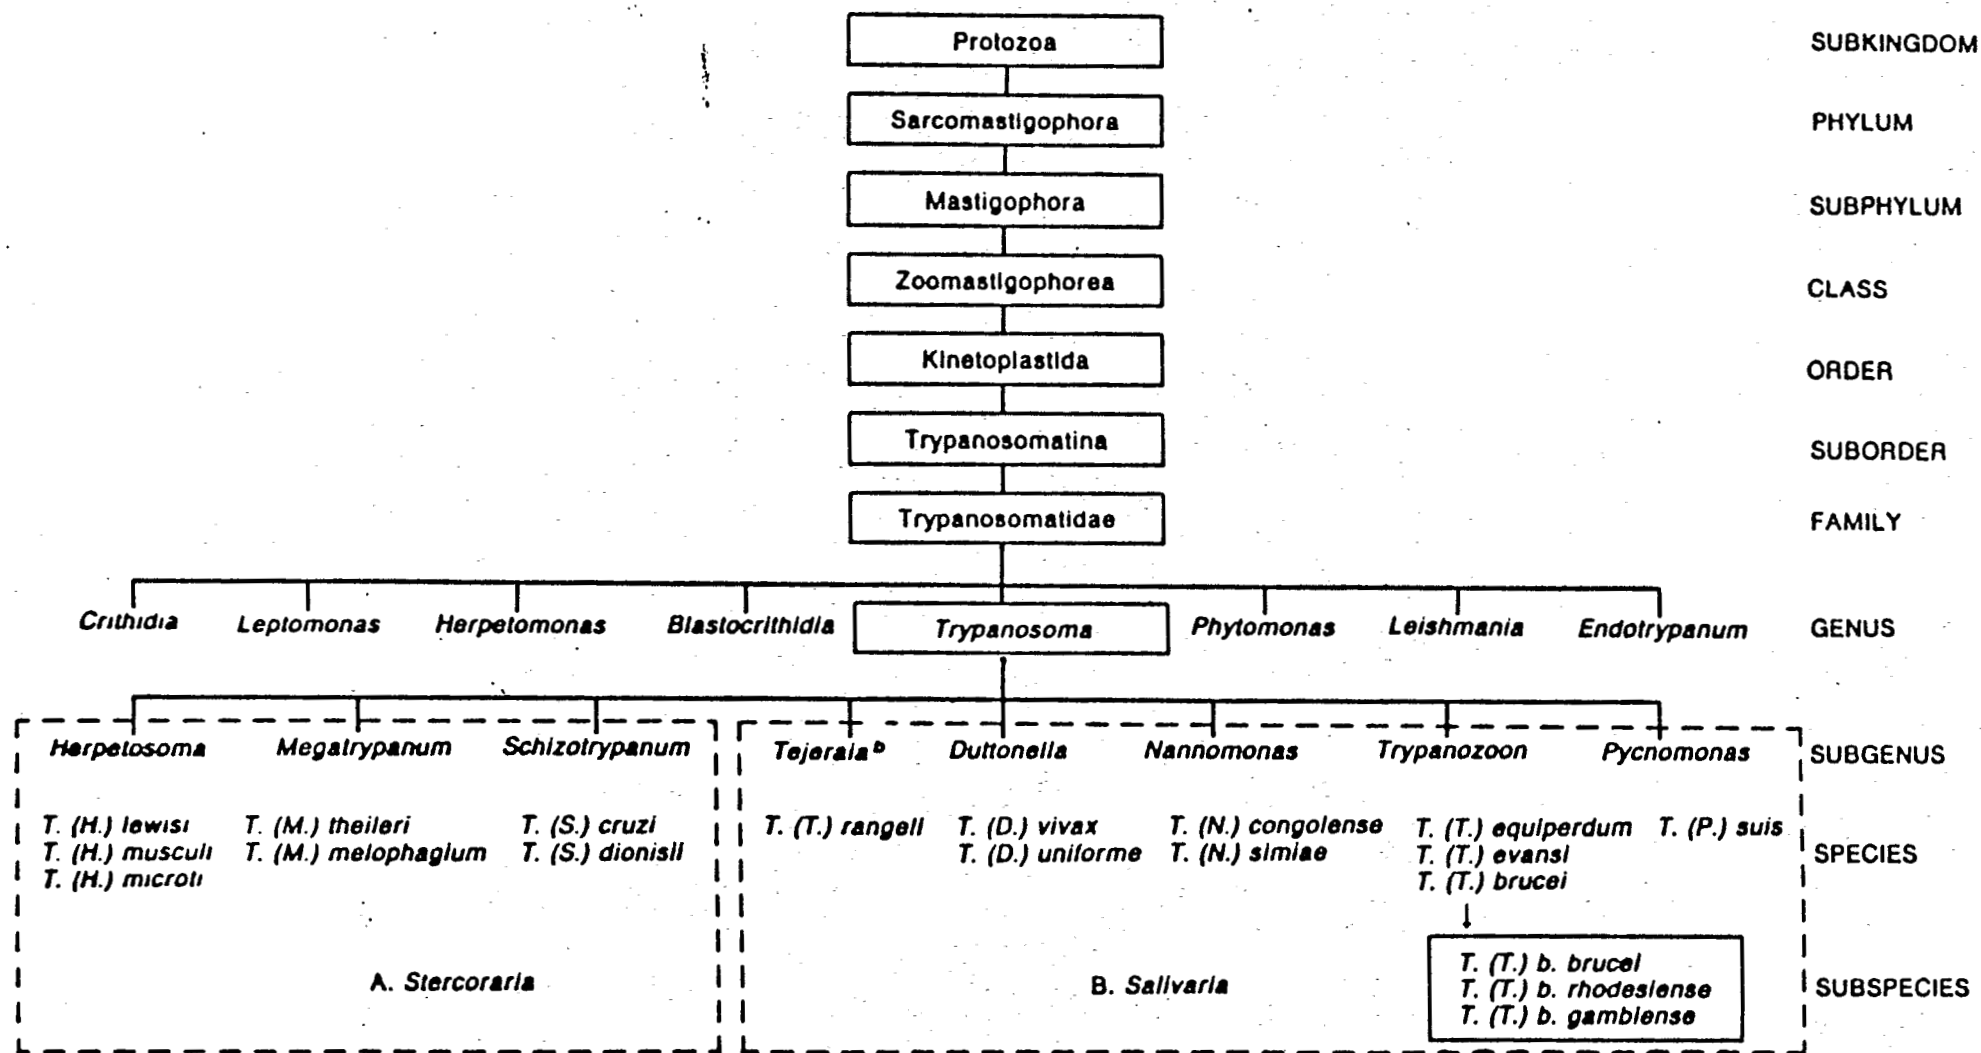 Protozoa SUBKINGDOM
Sarcomastigophora PHYLUM
Mastigophora SUBPHYLUM
Zoomastigophorea CLASS
Kinetoplastida ORDER
Trypanosomatina SUBORDER
Trypanosomatidae FAMILY
Crithidia Leptomonas Herpetomonas Blastocrithidia Trypanosoma Phytomonas Leishmania Endotrypanum GENUS
Herpetosoma Megatrypanum Schizotrypanum Tejeraia b Duttonella Nannomonas Trypanozoon Pycnomonas SUBGENUS
T. (H.) lewisi T. (M.) theileri T. (S.) cruzi T. (T.) rangeli T. (D.) vivax T. (N.) congolense T. (T.) equiperdum T. (P.) suis
T. (H.) musculi T. (M.) melophagium T. (S.) dionisii T. (D.) uniforme T. (N.) simiae T. (T.) evansi SPECIES
T. (H.) microti T. (T.) brucei
T. (T.) b. brucei
A. Stercoraria B. Salivaria T. (T.) b. rhodesiense SUBSPECIES
T. (T.) b. gambiense